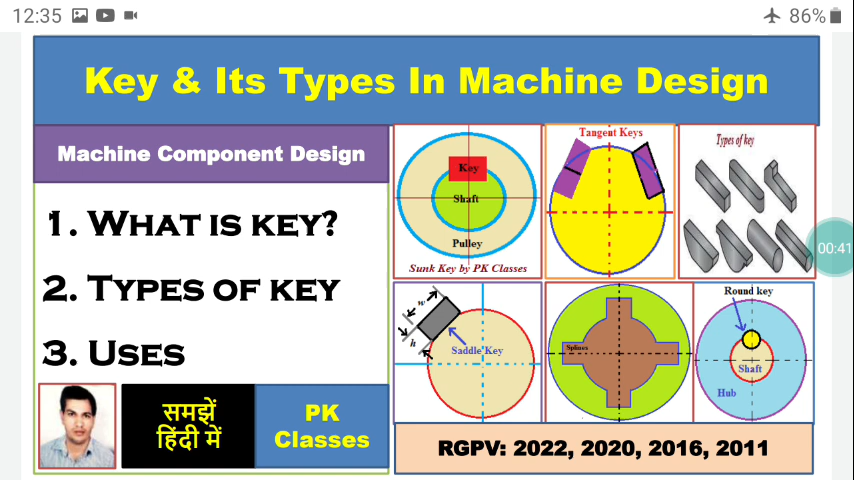 12:35
86%
Key & Its Types In Machine Design
Machine Component Design
1. What is key?
2. Types of key
3. Uses
समझें
हिंदी में
PK
Classes
Key
Shaft
Pulley
Sunk Key by PK Classes
Tangent Keys
Types of key
00:41
w
h
Saddle Key
Splines
Round key
Shaft
Hub
RGPV: 2022, 2020, 2016, 2011